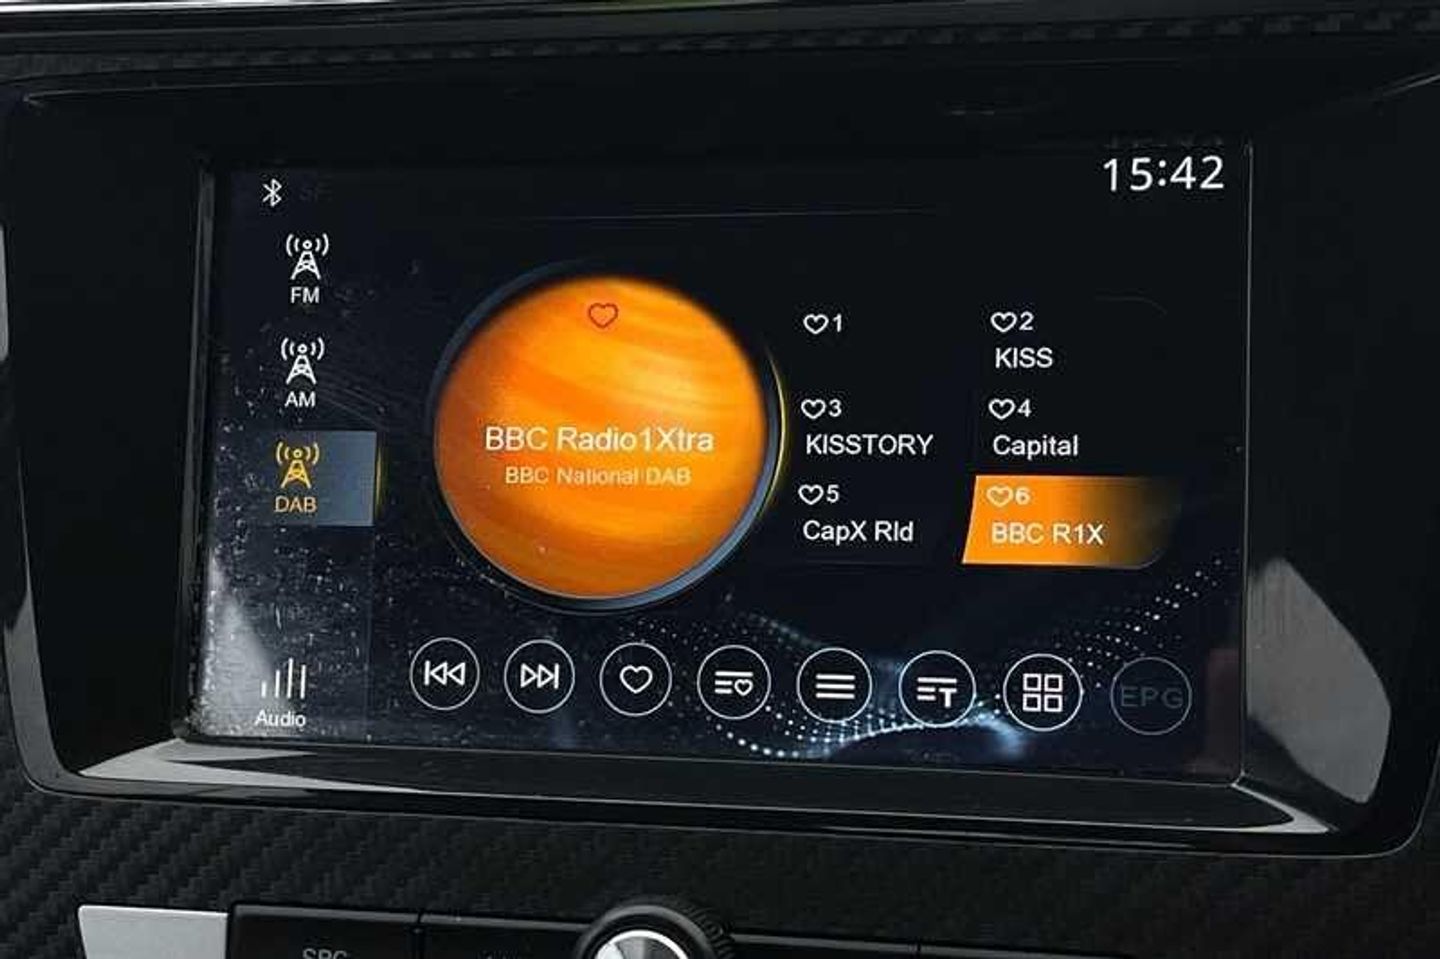 15:42
FM
AM
DAB
Audio
BBC Radio1Xtra
BBC National DAB
1
2
KISS
3
KISSTORY
4
Capital
5
CapX Rld
6
BBC R1X
EPG